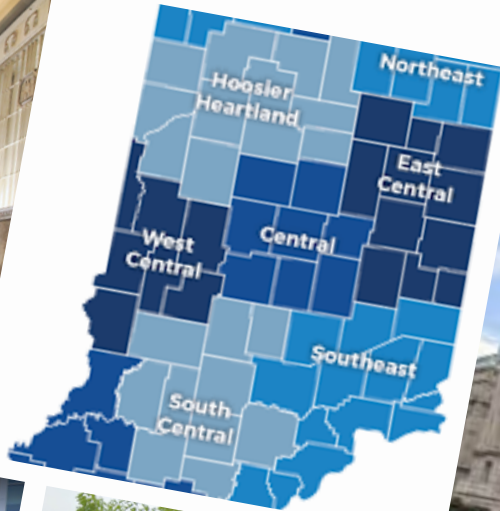 Northeast
Hoosier
Heartland
East
Central
Central
West
Central
Southeast
South
Central